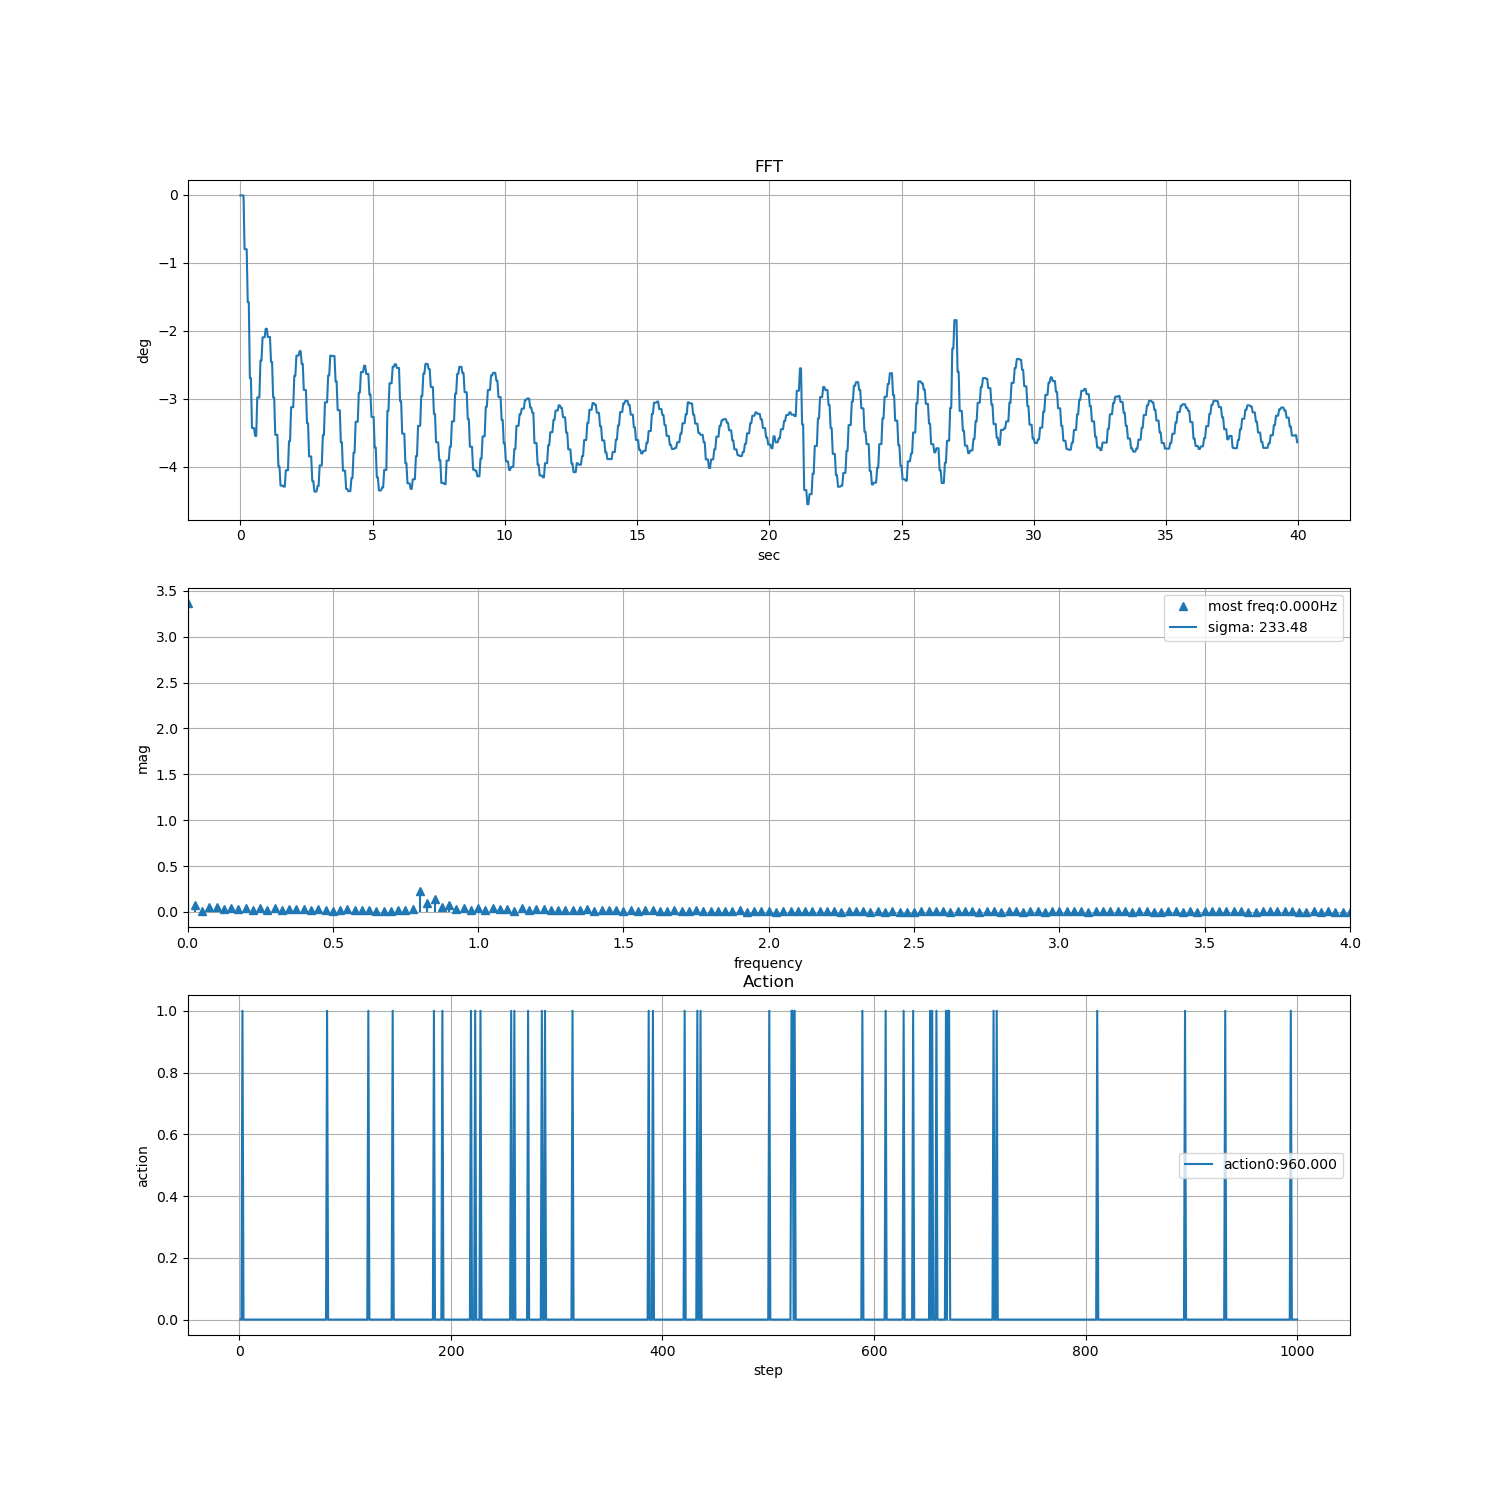 FFT
0
−1
−2
−3
−4
deg
0 5 10 15 20 25 30 35 40
sec
3.5
3.0
2.5
2.0
1.5
1.0
0.5
0.0
mag
most freq:0.000Hz
sigma: 233.48
0.0 0.5 1.0 1.5 2.0 2.5 3.0 3.5 4.0
frequency
Action
1.0
0.8
0.6
0.4
0.2
0.0
action
action0:960.000
0 200 400 600 800 1000
step